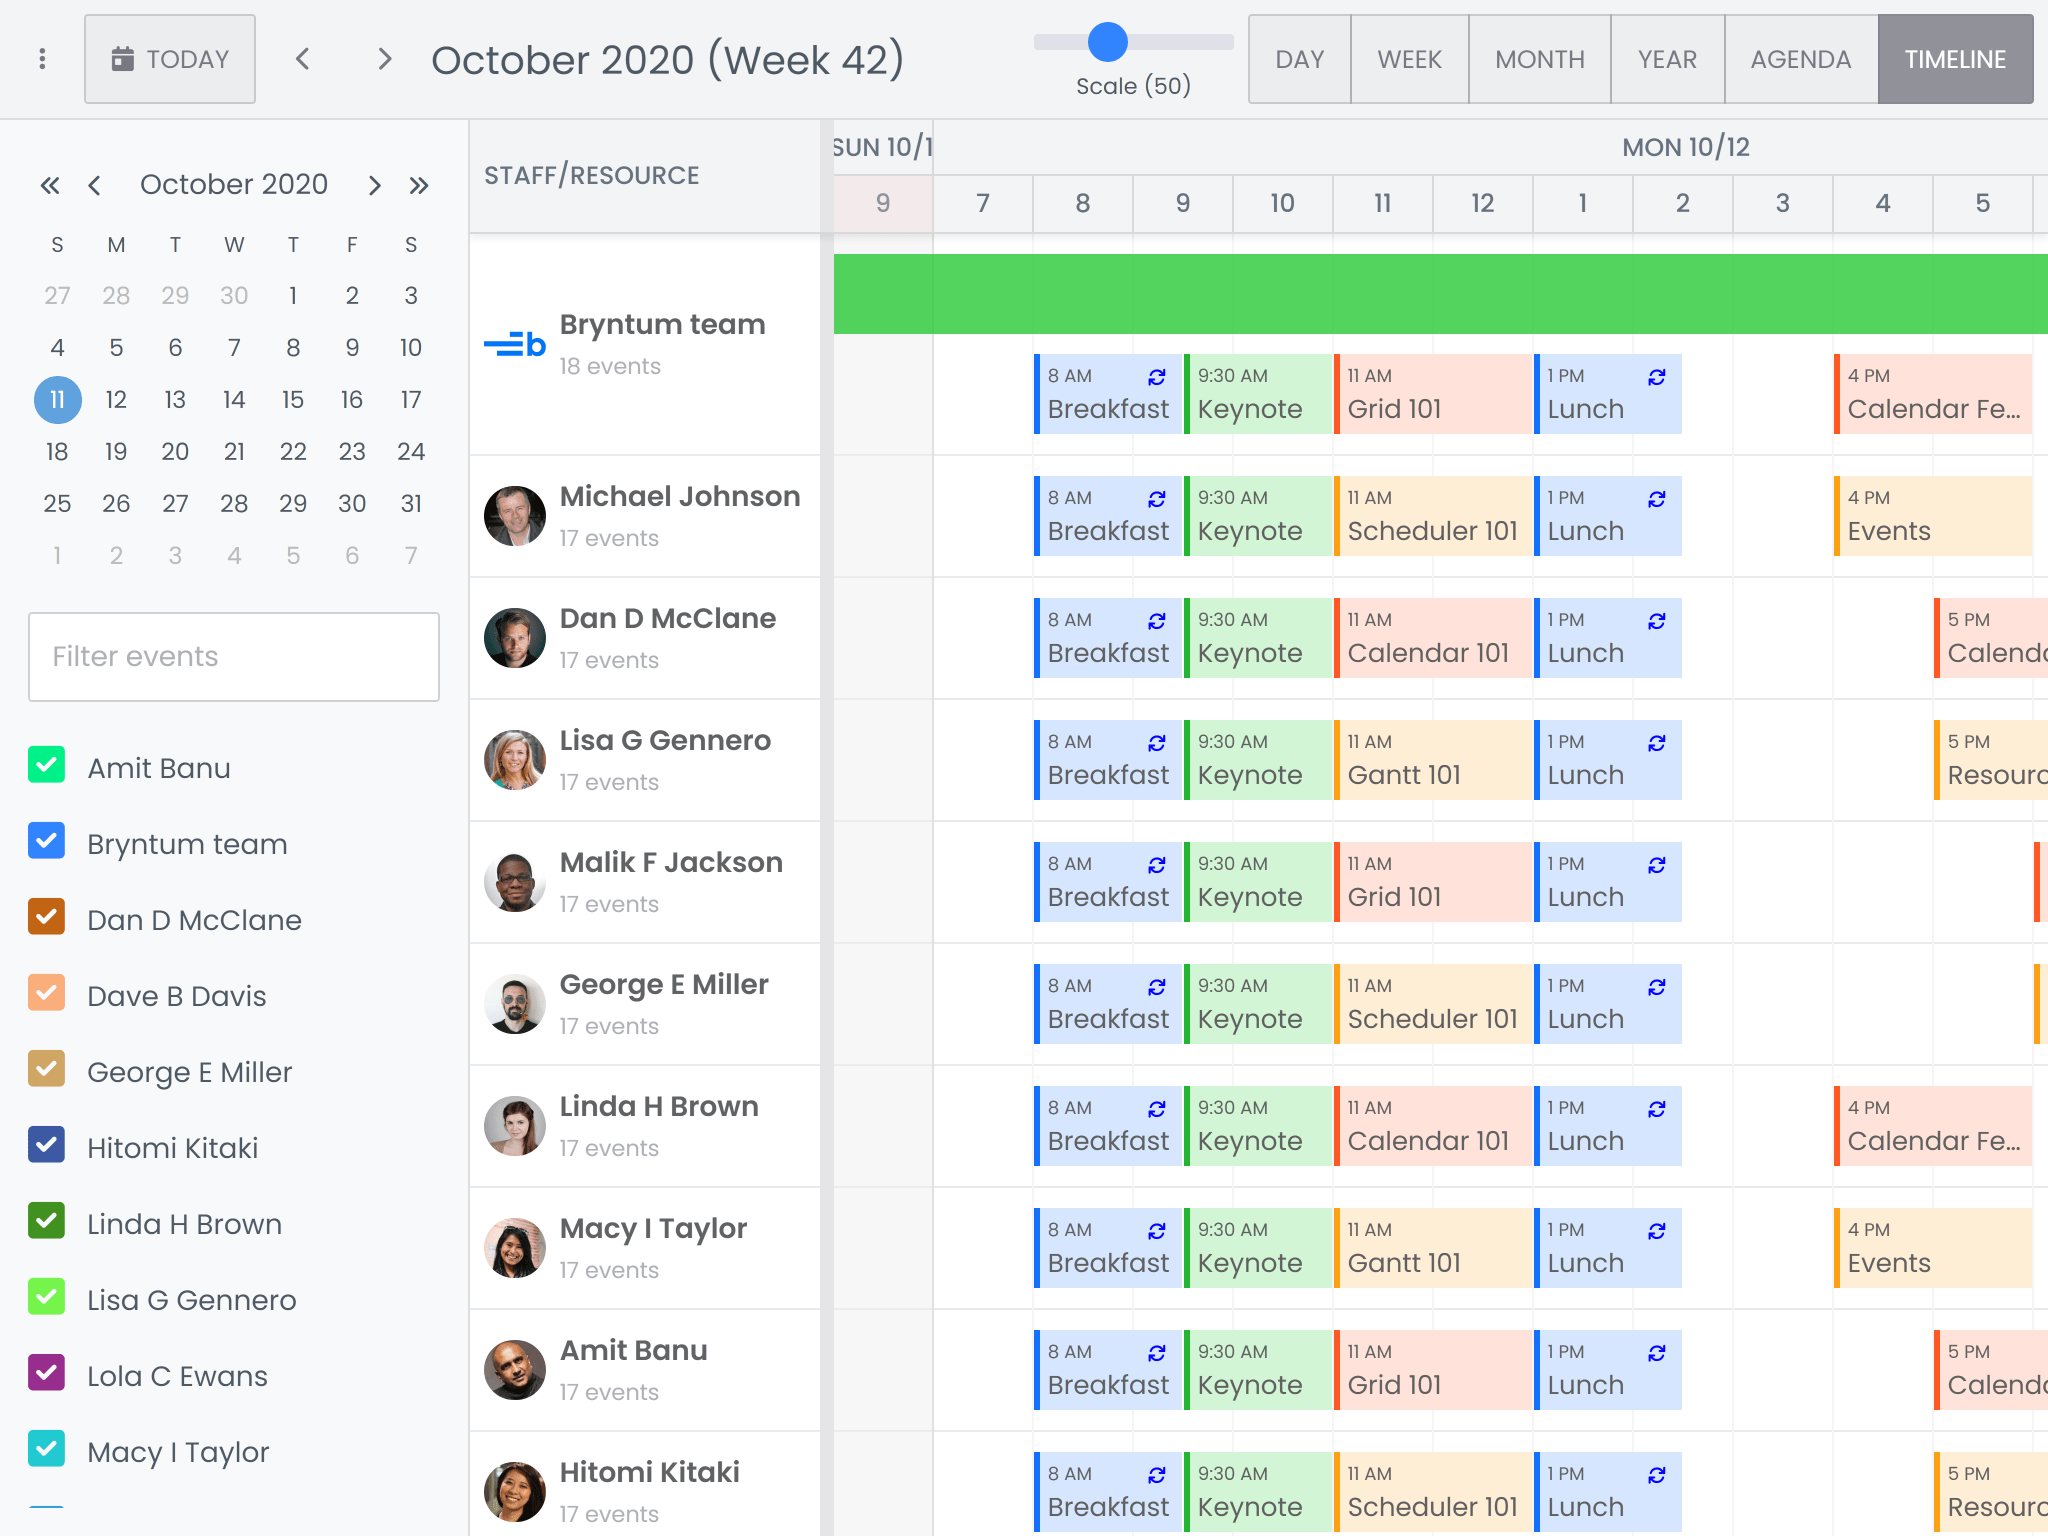 TODAY
October 2020 (Week 42)
Scale (50)
DAY WEEK MONTH YEAR AGENDA TIMELINE
October 2020
S M T W T F S
27 28 29 30 1 2 3
4 5 6 7 8 9 10
11 12 13 14 15 16 17
18 19 20 21 22 23 24
25 26 27 28 29 30 31
1 2 3 4 5 6 7
Filter events
Amit Banu
Bryntum team
Dan D McClane
Dave B Davis
George E Miller
Hitomi Kitaki
Linda H Brown
Lisa G Gennero
Lola C Ewans
Macy I Taylor
STAFF/RESOURCE
SUN 10/1 MON 10/12
9 7 8 9 10 11 12 1 2 3 4 5
b
Bryntum team
18 events
8 AM 9:30 AM 11 AM 1 PM 4 PM
Breakfast Keynote Grid 101 Lunch Calendar Fe...
Michael Johnson
17 events
8 AM 9:30 AM 11 AM 1 PM 4 PM
Breakfast Keynote Scheduler 101 Lunch Events
Dan D McClane
17 events
8 AM 9:30 AM 11 AM 1 PM 5 PM
Breakfast Keynote Calendar 101 Lunch Calend
Lisa G Gennero
17 events
8 AM 9:30 AM 11 AM 1 PM 5 PM
Breakfast Keynote Gantt 101 Lunch Resourc
Malik F Jackson
17 events
8 AM 9:30 AM 11 AM 1 PM
Breakfast Keynote Grid 101 Lunch
George E Miller
17 events
8 AM 9:30 AM 11 AM 1 PM
Breakfast Keynote Scheduler 101 Lunch
Linda H Brown
17 events
8 AM 9:30 AM 11 AM 1 PM 4 PM
Breakfast Keynote Calendar 101 Lunch Calendar Fe...
Macy I Taylor
17 events
8 AM 9:30 AM 11 AM 1 PM 4 PM
Breakfast Keynote Gantt 101 Lunch Events
Amit Banu
17 events
8 AM 9:30 AM 11 AM 1 PM 5 PM
Breakfast Keynote Grid 101 Lunch Calend
Hitomi Kitaki
17 events
8 AM 9:30 AM 11 AM 1 PM 5 PM
Breakfast Keynote Scheduler 101 Lunch Resourc